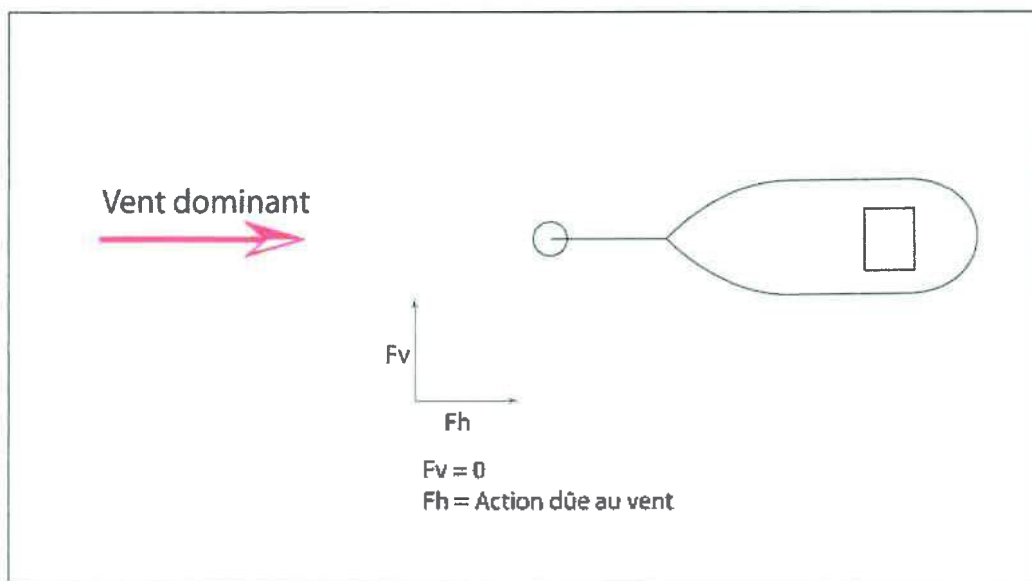 Vent dominant
Fv
Fh
Fv = 0
Fh = Action dûe au vent